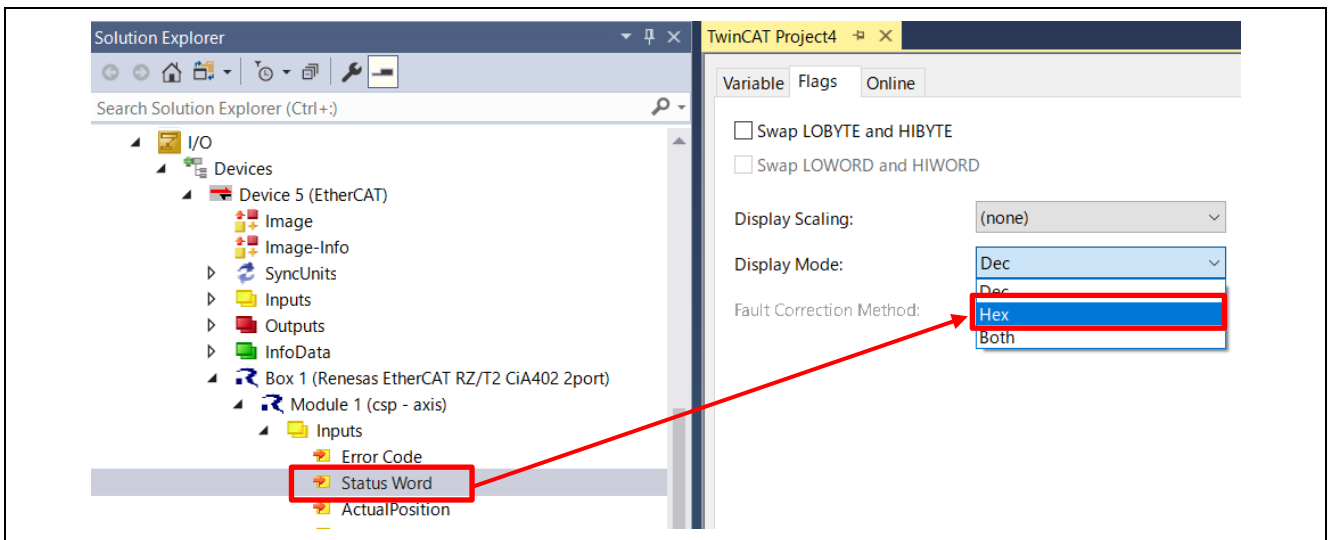 Solution Explorer
Search Solution Explorer (Ctrl+:)
I/O
Devices
Device 5 (EtherCAT)
Image
Image-Info
SyncUnits
Inputs
Outputs
InfoData
Box 1 (Renesas EtherCAT RZ/T2 CiA402 2port)
Module 1 (csp - axis)
Inputs
Error Code
Status Word
ActualPosition
TwinCAT Project4
Variable Flags Online
Swap LOBYTE and HIBYTE
Swap LOWORD and HIWORD
Display Scaling: (none)
Display Mode: Dec
Dec
Fault Correction Method: Hex
Both